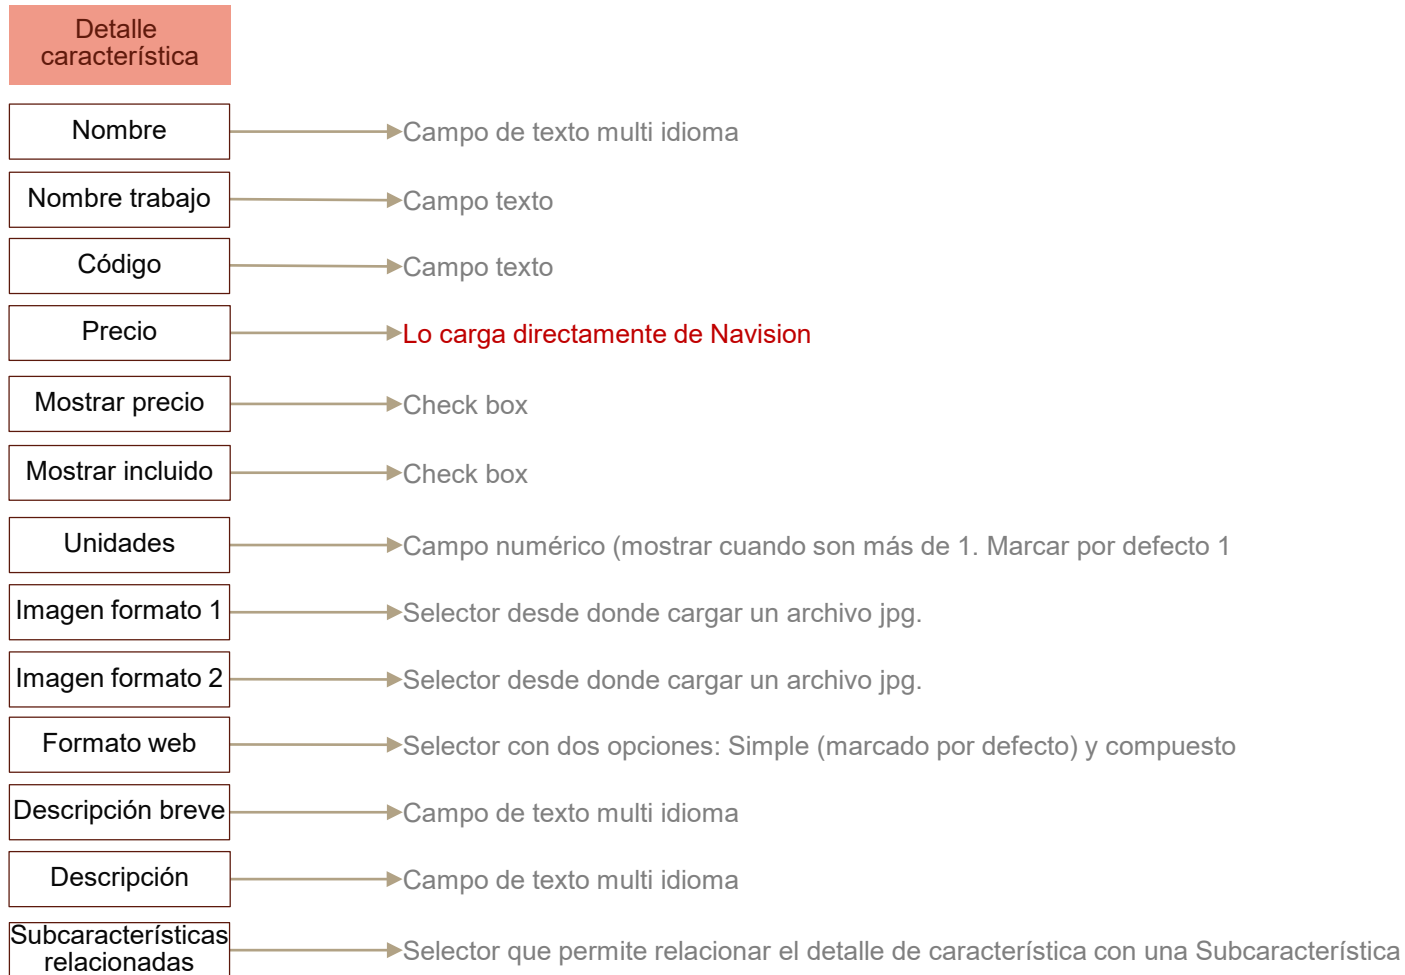 Detalle
característica
Nombre
Campo de texto multi idioma
Nombre trabajo
Campo texto
Código
Campo texto
Precio
Lo carga directamente de Navision
Mostrar precio
Check box
Mostrar incluido
Check box
Unidades
Campo numérico (mostrar cuando son más de 1. Marcar por defecto 1
Imagen formato 1
Selector desde donde cargar un archivo jpg.
Imagen formato 2
Selector desde donde cargar un archivo jpg.
Formato web
Selector con dos opciones: Simple (marcado por defecto) y compuesto
Descripción breve
Campo de texto multi idioma
Descripción
Campo de texto multi idioma
Subcaracterísticas
relacionadas
Selector que permite relacionar el detalle de característica con una Subcaracterística